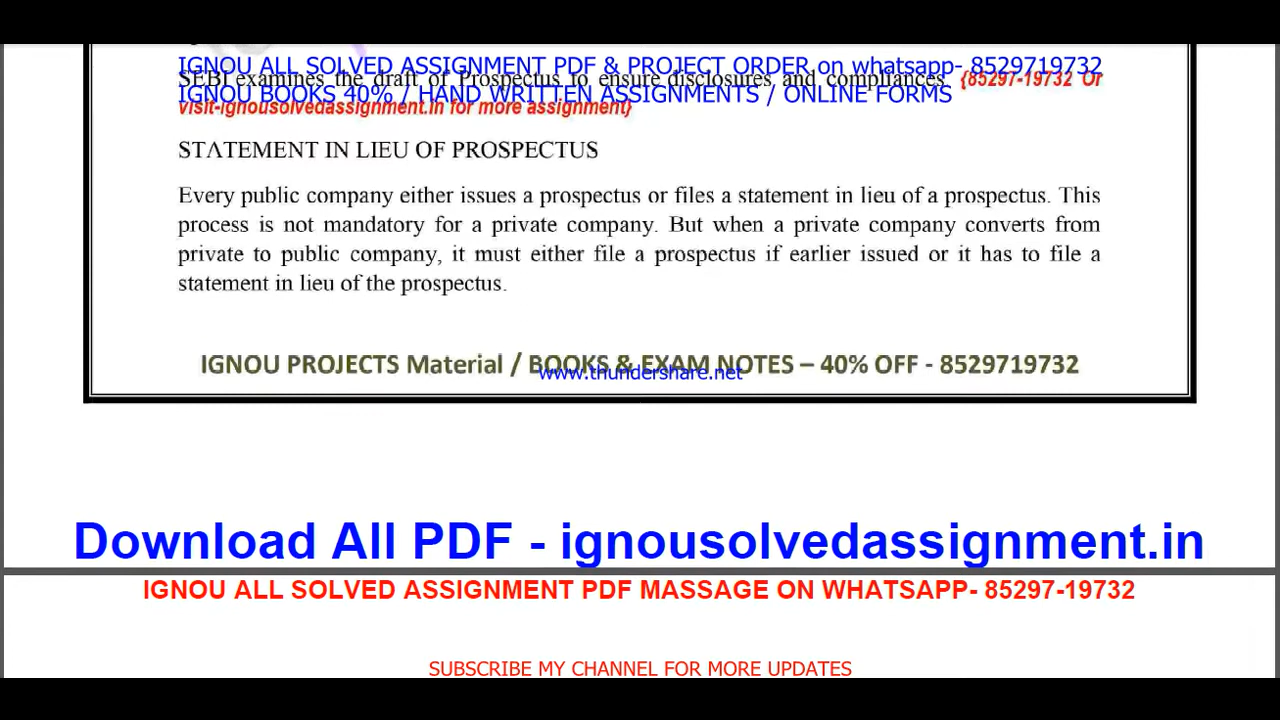 IGNOU ALL SOLVED ASSIGNMENT PDF & PROJECT ORDER on whatsapp- 8529719732
SEBI examines the draft of Prospectus to ensure disclosures and compliances {85297-19732 Or
IGNOU BOOKS 40% / HAND WRITTEN ASSIGNMENTS / ONLINE FORMS
visit-ignousolvedassignment.in for more assignment}
STATEMENT IN LIEU OF PROSPECTUS
Every public company either issues a prospectus or files a statement in lieu of a prospectus. This
process is not mandatory for a private company. But when a private company converts from
private to public company, it must either file a prospectus if earlier issued or it has to file a
statement in lieu of the prospectus.
IGNOU PROJECTS Material / BOOKS & EXAM NOTES – 40% OFF - 8529719732
www.thundershare.net
Download All PDF - ignousolvedassignment.in
IGNOU ALL SOLVED ASSIGNMENT PDF MASSAGE ON WHATSAPP- 85297-19732
SUBSCRIBE MY CHANNEL FOR MORE UPDATES